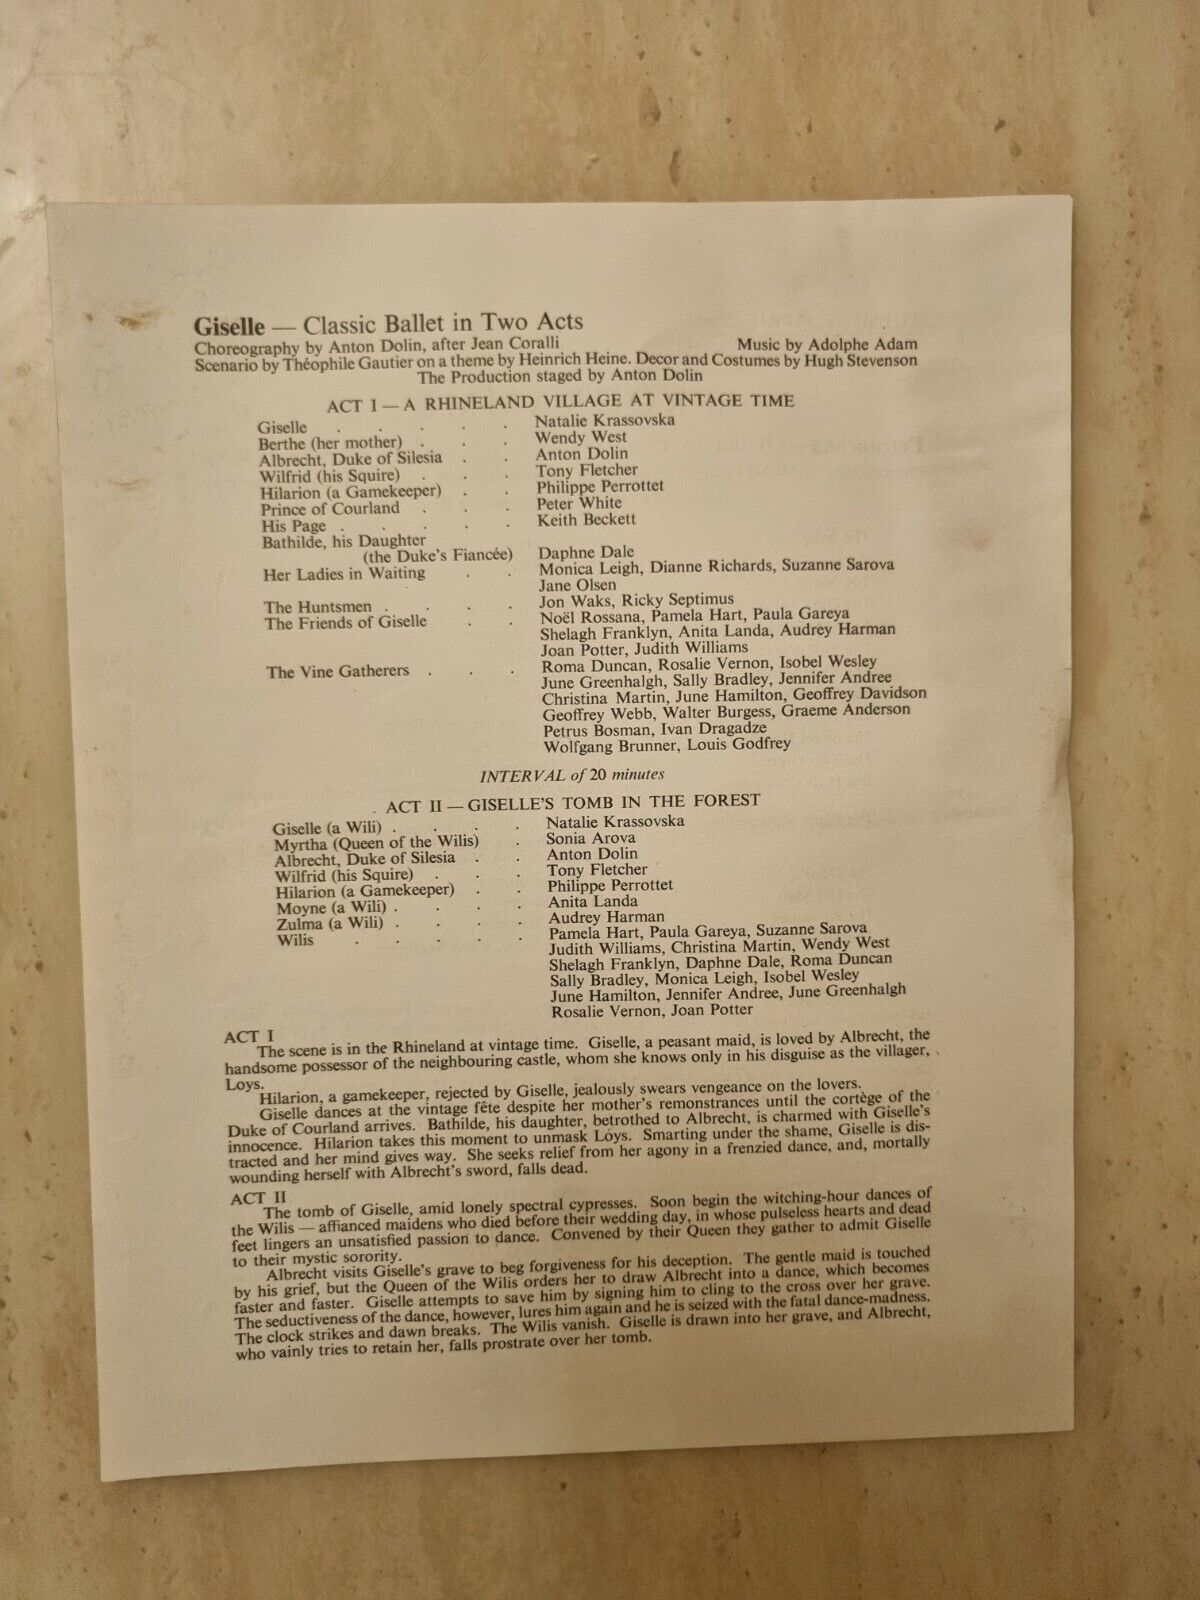 Giselle — Classic Ballet in Two Acts
Choreography by Anton Dolin, after Jean Coralli Music by Adolphe Adam
Scenario by Théophile Gautier on a theme by Heinrich Heine. Decor and Costumes by Hugh Stevenson
The Production staged by Anton Dolin
ACT I — A RHINELAND VILLAGE AT VINTAGE TIME
Giselle . . . . . Natalie Krassovska
Berthe (her mother) . . . Wendy West
Albrecht, Duke of Silesia . . Anton Dolin
Wilfrid (his Squire) . . . Tony Fletcher
Hilarion (a Gamekeeper) . . Philippe Perrottet
Prince of Courland . . . Peter White
His Page . . . . . Keith Beckett
Bathilde, his Daughter
(the Duke's Fiancée) Daphne Dale
Her Ladies in Waiting . . Monica Leigh, Dianne Richards, Suzanne Sarova
Jane Olsen
The Huntsmen . . . . Jon Waks, Ricky Septimus
The Friends of Giselle . . Noël Rossana, Pamela Hart, Paula Gareya
Shelagh Franklyn, Anita Landa, Audrey Harman
Joan Potter, Judith Williams
The Vine Gatherers . . . Roma Duncan, Rosalie Vernon, Isobel Wesley
June Greenhalgh, Sally Bradley, Jennifer Andree
Christina Martin, June Hamilton, Geoffrey Davidson
Geoffrey Webb, Walter Burgess, Graeme Anderson
Petrus Bosman, Ivan Dragadze
Wolfgang Brunner, Louis Godfrey
INTERVAL of 20 minutes
ACT II — GISELLE'S TOMB IN THE FOREST
Giselle (a Wili) . . . . Natalie Krassovska
Myrtha (Queen of the Wilis) . Sonia Arova
Albrecht, Duke of Silesia . . Anton Dolin
Wilfrid (his Squire) . . . Tony Fletcher
Hilarion (a Gamekeeper) . . Philippe Perrottet
Moyne (a Wili) . . . . Anita Landa
Zulma (a Wili) . . . . Audrey Harman
Wilis . . . . . Pamela Hart, Paula Gareya, Suzanne Sarova
Judith Williams, Christina Martin, Wendy West
Shelagh Franklyn, Daphne Dale, Roma Duncan
Sally Bradley, Monica Leigh, Isobel Wesley
June Hamilton, Jennifer Andree, June Greenhalgh
Rosalie Vernon, Joan Potter
ACT I
The scene is in the Rhineland at vintage time. Giselle, a peasant maid, is loved by Albrecht, the
handsome possessor of the neighbouring castle, whom she knows only in his disguise as the villager,
Loys.
Hilarion, a gamekeeper, rejected by Giselle, jealously swears vengeance on the lovers.
Giselle dances at the vintage fête despite her mother's remonstrances until the cortège of the
Duke of Courland arrives. Bathilde, his daughter, betrothed to Albrecht, is charmed with Giselle's
innocence. Hilarion takes this moment to unmask Loys. Smarting under the shame, Giselle is dis-
tracted and her mind gives way. She seeks relief from her agony in a frenzied dance, and, mortally
wounding herself with Albrecht's sword, falls dead.
ACT II
The tomb of Giselle, amid lonely spectral cypresses. Soon begin the witching-hour dances of
the Wilis — affianced maidens who died before their wedding day, in whose pulseless hearts and dead
feet lingers an unsatisfied passion to dance. Convened by their Queen they gather to admit Giselle
to their mystic sorority.
Albrecht visits Giselle's grave to beg forgiveness for his deception. The gentle maid is touched
by his grief, but the Queen of the Wilis orders her to draw Albrecht into a dance, which becomes
faster and faster. Giselle attempts to save him by signing him to cling to the cross over her grave.
The seductiveness of the dance, however, lures him again and he is seized with the fatal dance-madness.
The clock strikes and dawn breaks. The Wilis vanish. Giselle is drawn into her grave, and Albrecht,
who vainly tries to retain her, falls prostrate over her tomb.